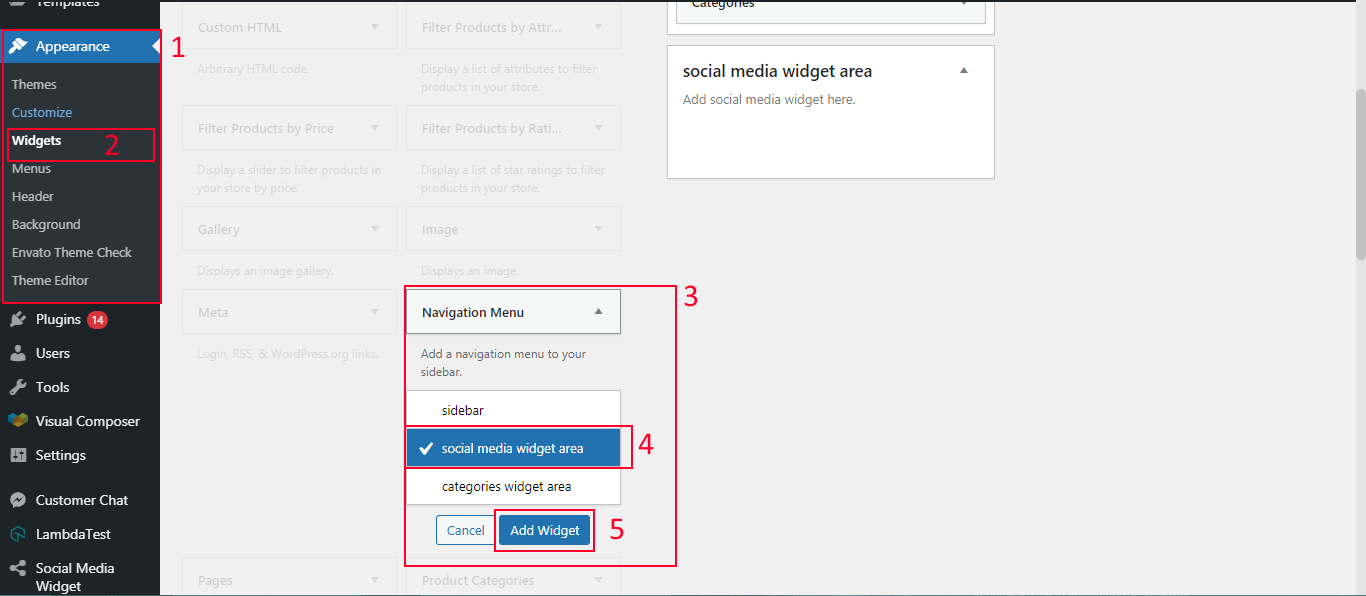 Templates
Appearance
1
Themes
Customize
Widgets
2
Menus
Header
Background
Envato Theme Check
Theme Editor
Plugins 14
Users
Tools
Visual Composer
Settings
Customer Chat
LambdaTest
Social Media
Widget
Custom HTML
Arbitrary HTML code.
Filter Products by Attr...
Display a list of attributes to filter
products in your store.
Filter Products by Price
Display a slider to filter products in
your store by price.
Filter Products by Rati...
Display a list of star ratings to filter
products in your store.
Gallery
Displays an image gallery.
Image
Displays an image.
Meta
Login, RSS, & WordPress.org links.
3
Navigation Menu
Add a navigation menu to your
sidebar.
sidebar
social media widget area
4
categories widget area
Cancel
Add Widget
5
Pages
Product Categories
Categories
social media widget area
Add social media widget here.